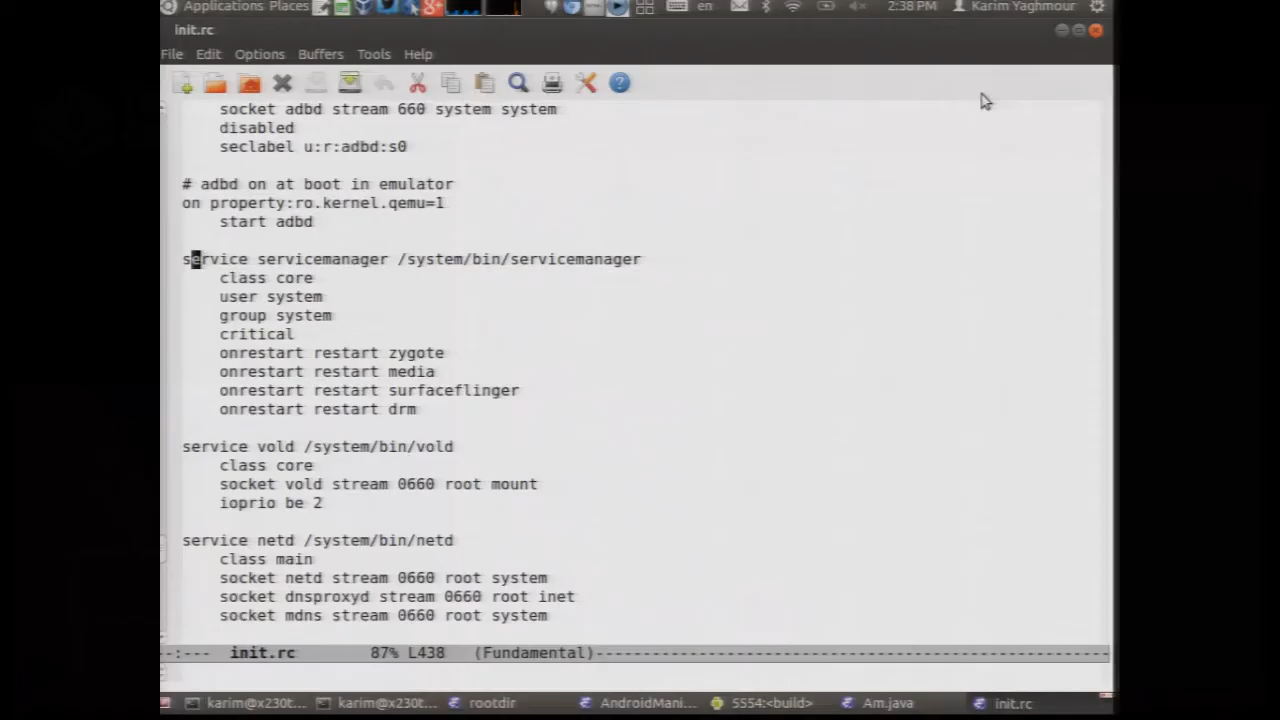 Applications Places en 2:38 PM Karim Yaghmour
init.rc
File Edit Options Buffers Tools Help
socket adbd stream 660 system system
disabled
seclabel u:r:adbd:s0
# adbd on at boot in emulator
on property:ro.kernel.qemu=1
start adbd
service servicemanager /system/bin/servicemanager
class core
user system
group system
critical
onrestart restart zygote
onrestart restart media
onrestart restart surfaceflinger
onrestart restart drm
service vold /system/bin/vold
class core
socket vold stream 0660 root mount
ioprio be 2
service netd /system/bin/netd
class main
socket netd stream 0660 root system
socket dnsproxyd stream 0660 root inet
socket mdns stream 0660 root system
-:--- init.rc 87% L438 (Fundamental)----------------------------------------
karim@x230t... karim@x230t... rootdir AndroidMani... 5554:<build> Am.java init.rc